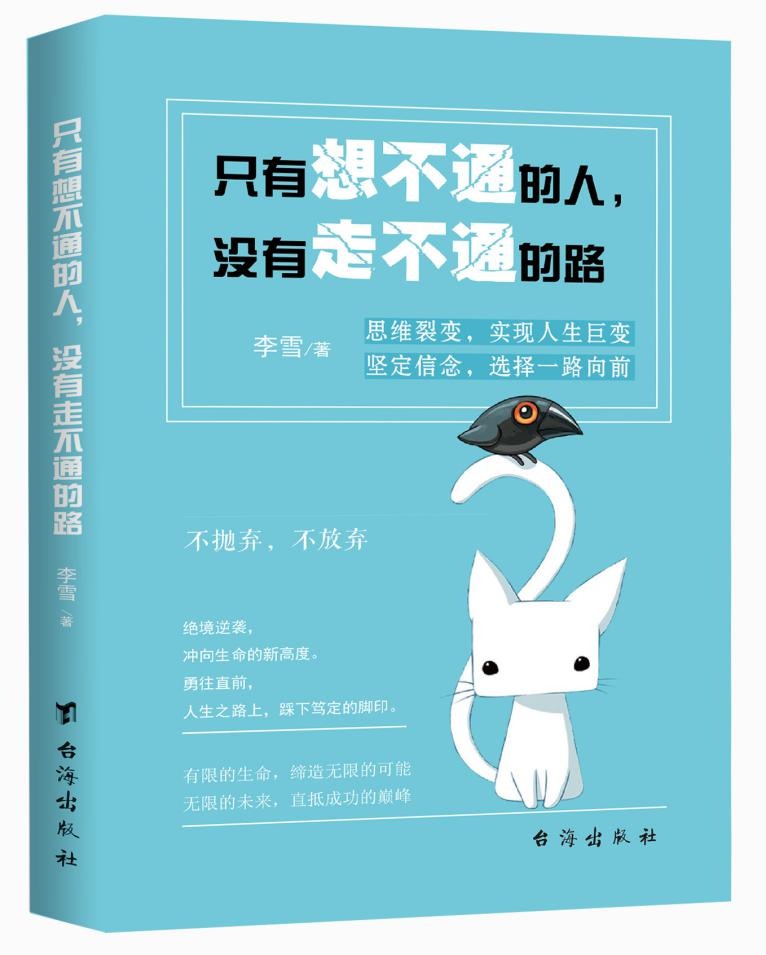 只有想不通的人，
没有走不通的路
李雪/著
思维裂变，实现人生巨变
坚定信念，选择一路向前
不抛弃，不放弃
绝境逆袭，
冲向生命的新高度。
勇往直前，
人生之路上，踩下笃定的脚印。
有限的生命，缔造无限的可能
无限的未来，直抵成功的巅峰
台海出版社
只有想不通的人，没有走不通的路
李雪/著
台海出版社